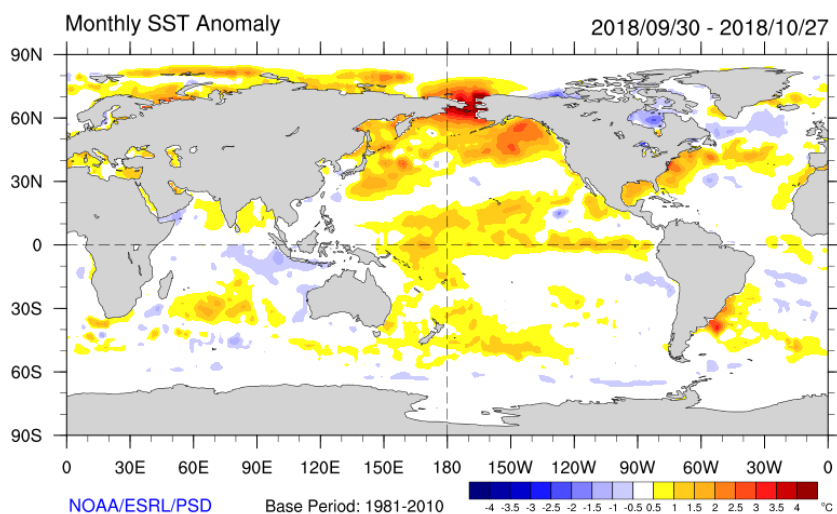 Monthly SST Anomaly 2018/09/30 - 2018/10/27
90N
60N
30N
0
30S
60S
90S
0 30E 60E 90E 120E 150E 180 150W 120W 90W 60W 30W 0
NOAA/ESRL/PSD Base Period: 1981-2010
-4 -3.5 -3 -2.5 -2 -1.5 -1 -0.5 0.5 1 1.5 2 2.5 3 3.5 4 °C